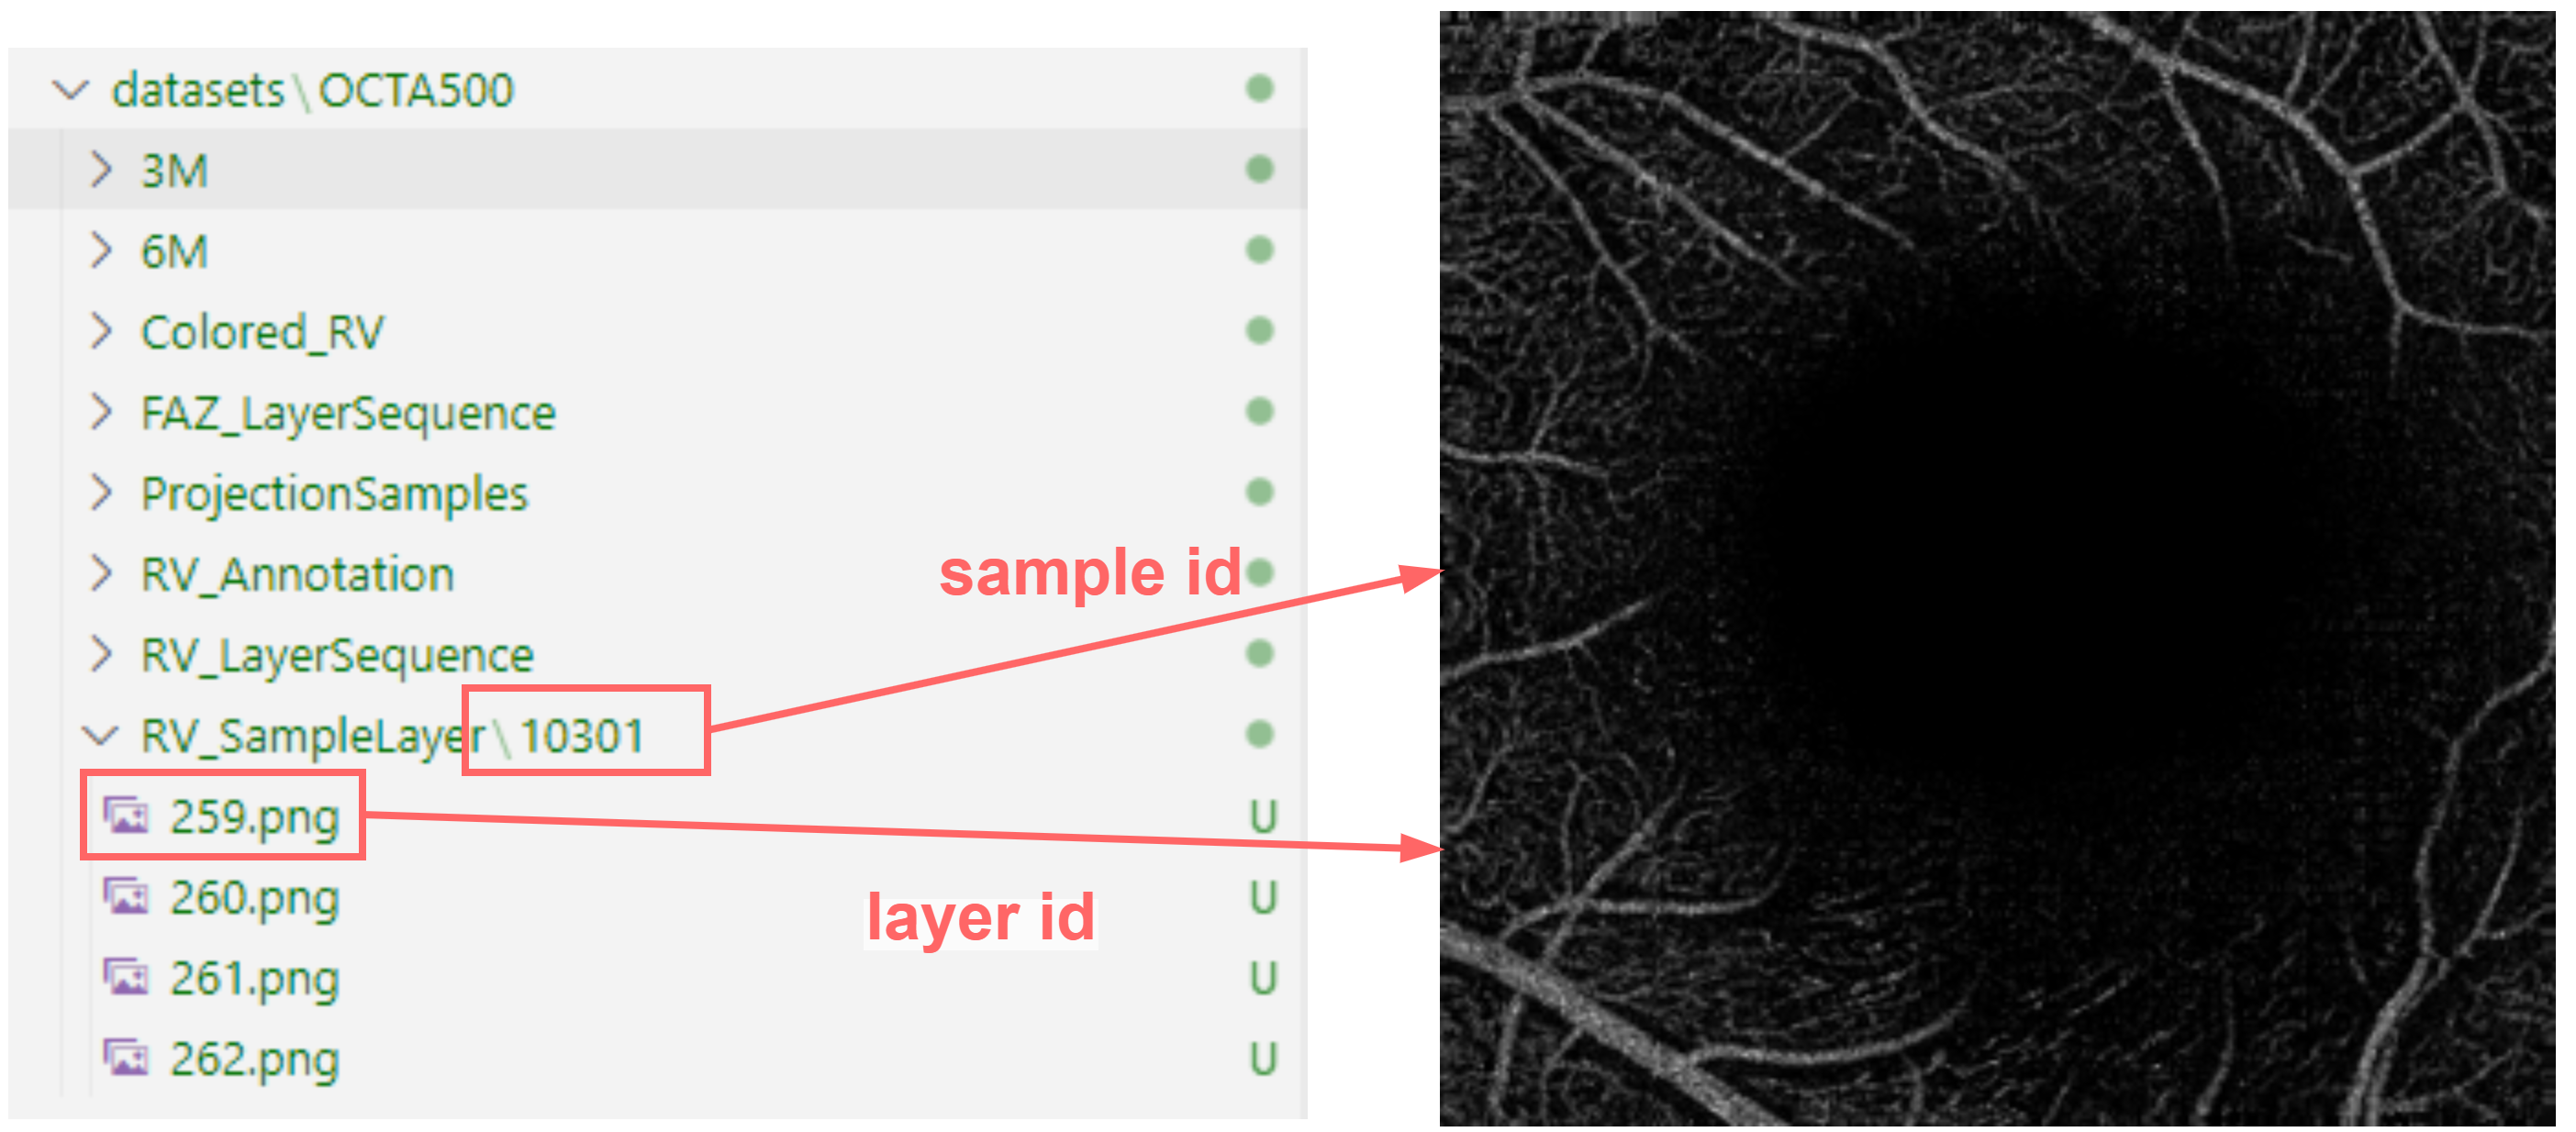 datasets\OCTA500
3M
6M
Colored_RV
FAZ_LayerSequence
ProjectionSamples
sample id
RV_Annotation
RV_LayerSequence
RV_SampleLayer\10301
259.png U
260.png U
layer id
261.png U
262.png U